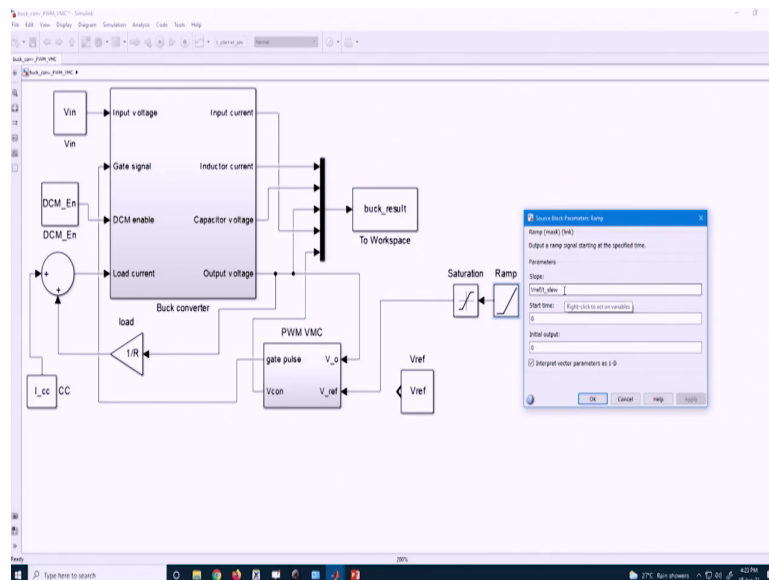 buck_conv_PWM_VMC * - Simulink
File Edit View Display Diagram Simulation Analysis Code Tools Help
Normal
buck_conv_PWM_VMC
buck_conv_PWM_VMC
Vin
Vin
DCM_En
DCM_En
Input voltage
Gate signal
DCM enable
Load current
Input current
Inductor current
Capacitor voltage
Output voltage
Buck converter
buck_result
To Workspace
load
1/R
I_cc
CC
PWM VMC
gate pulse
Vcon
V_o
V_ref
Saturation
Ramp
Vref
Vref
Source Block Parameters: Ramp
Ramp (mask) (link)
Output a ramp signal starting at the specified time.
Parameters
Slope:
Vref/t_slew
Right-click to act on variables
Start time:
0
Initial output:
0
Interpret vector parameters as 1-D
OK Cancel Help Apply
Ready
200%
Type here to search
27°C Rain showers
4:23 PM